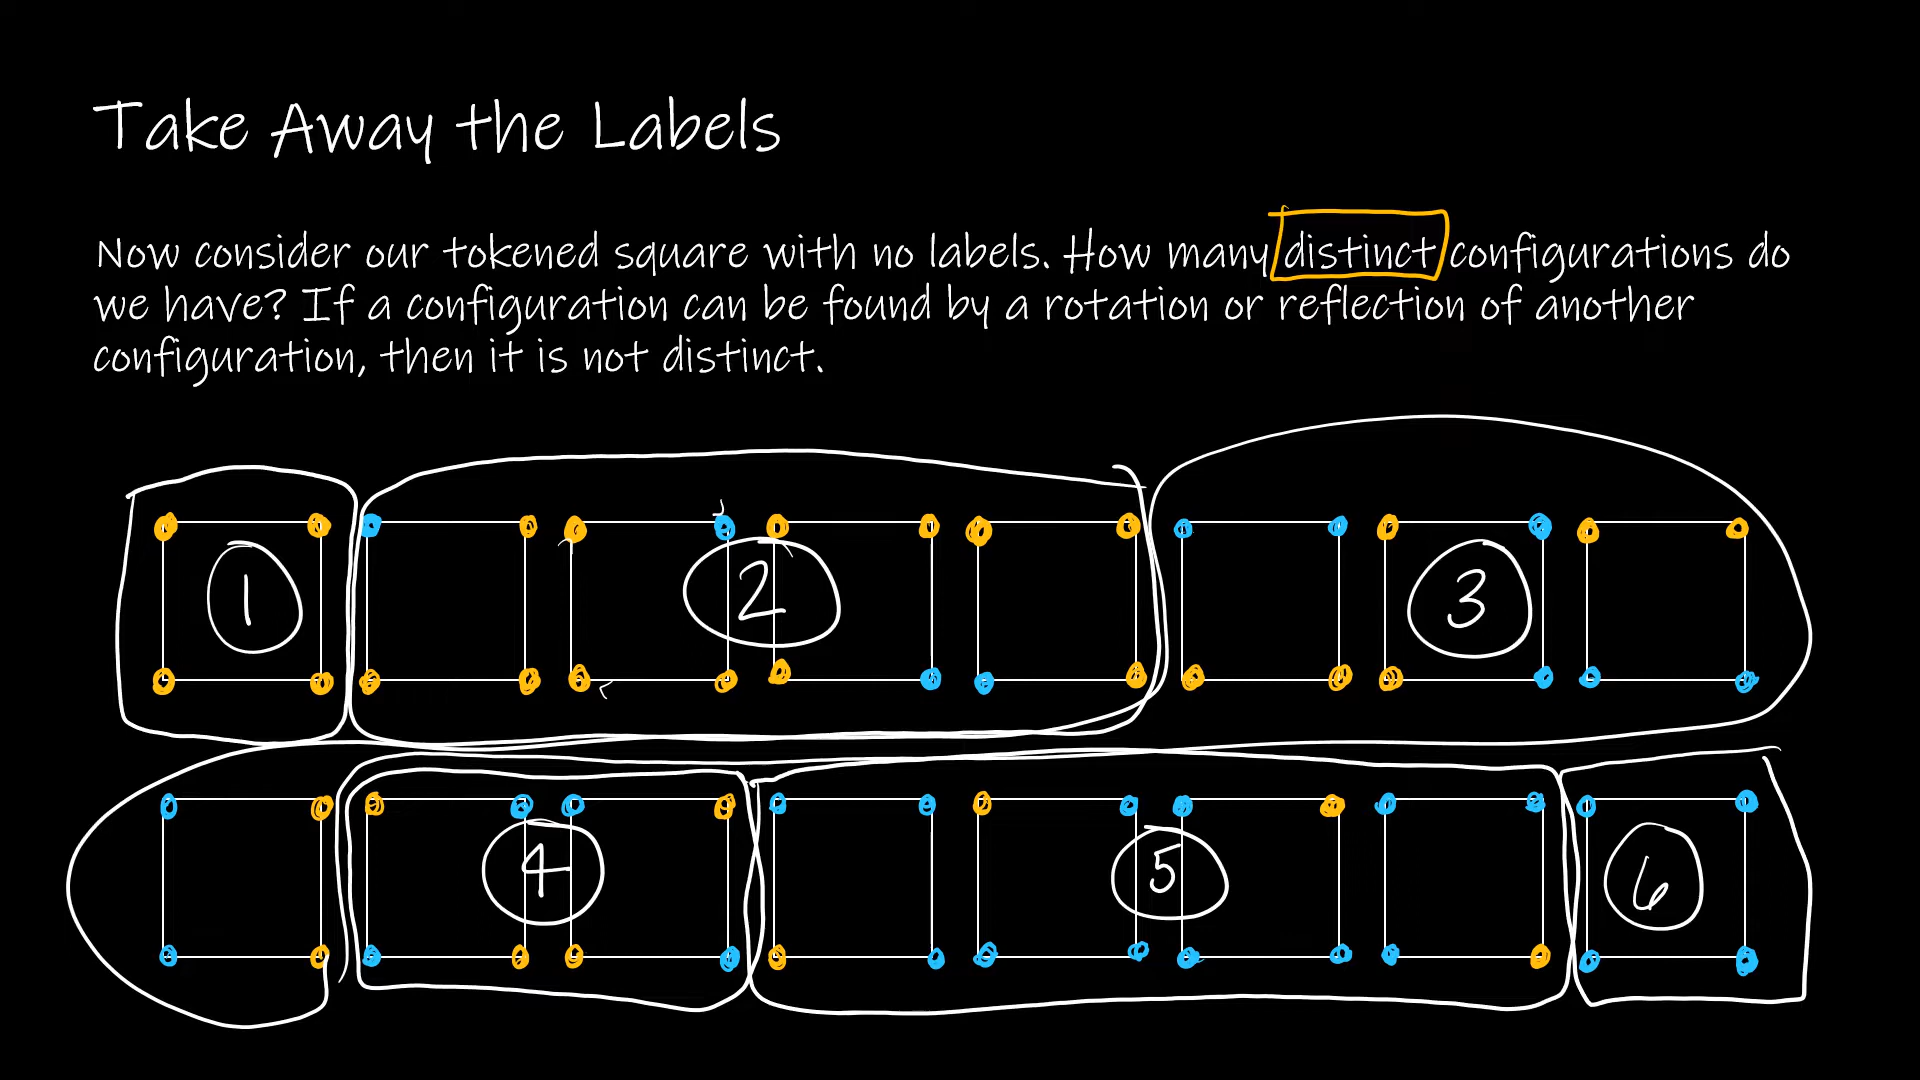 Take Away the Labels
Now consider our tokened square with no labels. How many distinct configurations do
we have? If a configuration can be found by a rotation or reflection of another
configuration, then it is not distinct.
1
2
3
4
5
6